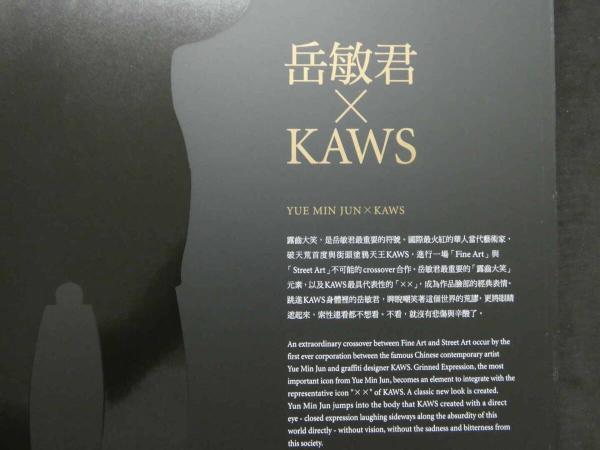 岳敏君
×
KAWS
YUE MIN JUN×KAWS
露齒大笑，是岳敏君最重要的符號。國際最火紅的華人當代藝術家，
破天荒首度與街頭塗鴉天王KAWS，進行一場「Fine Art」與
「Street Art」不可能的crossover合作。岳敏君最重要的「露齒大笑」
元素，以及KAWS最具代表性的「××」，成為作品臉部的經典表情。
跳進KAWS身體裡的岳敏君，睥睨嘲笑著這個世界的荒謬，更將眼睛
遮起來，索性連看都不想看。不看，就沒有悲傷與辛酸了。
An extraordinary crossover between Fine Art and Street Art occur by the
first ever corporation between the famous Chinese contemporary artist
Yue Min Jun and graffiti designer KAWS. Grinned Expression, the most
important icon from Yue Min Jun, becomes an element to integrate with the
representative icon "××" of KAWS. A classic new look is created.
Yun Min Jun jumps into the body that KAWS created with a direct
eye - closed expression laughing sideways along the absurdity of this
world directly - without vision, without the sadness and bitterness from
this society.